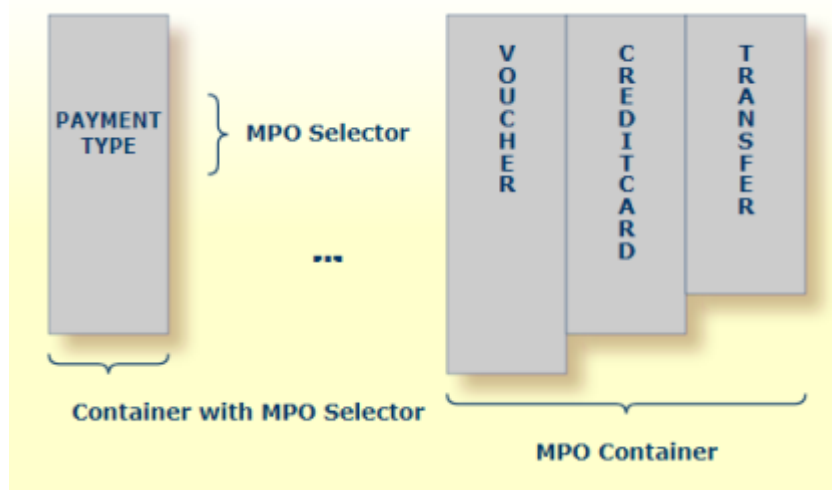 PAYMENT
TYPE
MPO Selector
...
Container with MPO Selector
VOUCHER
CREDITCARD
TRANSFER
MPO Container